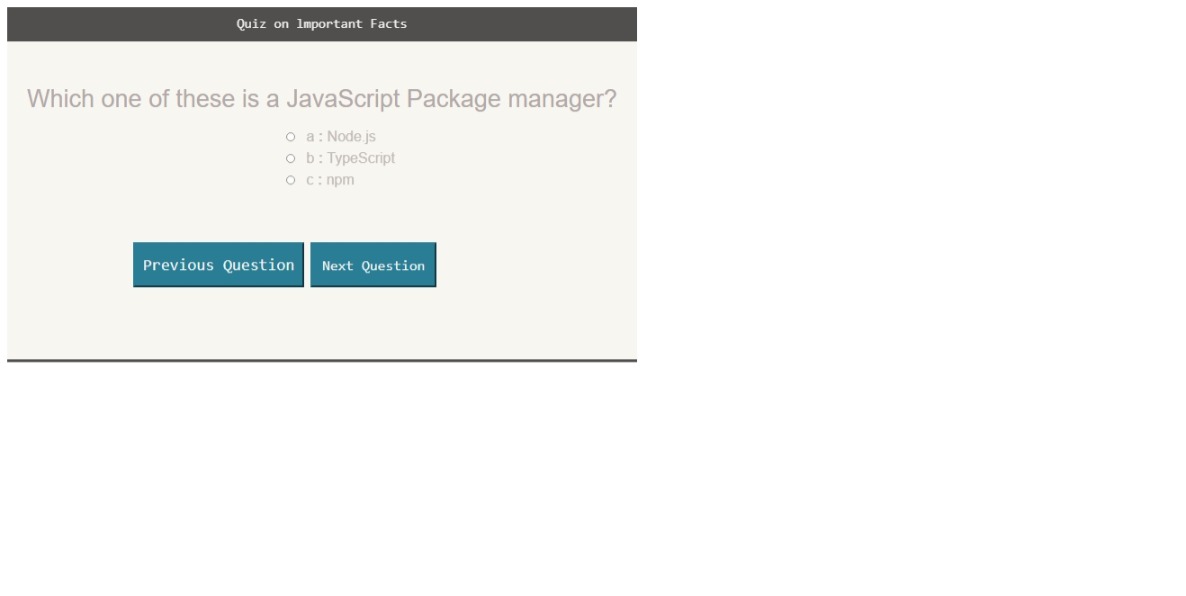 Quiz on lmportant Facts
Which one of these is a JavaScript Package manager?
a : Node.js
b : TypeScript
c : npm
Previous Question
Next Question